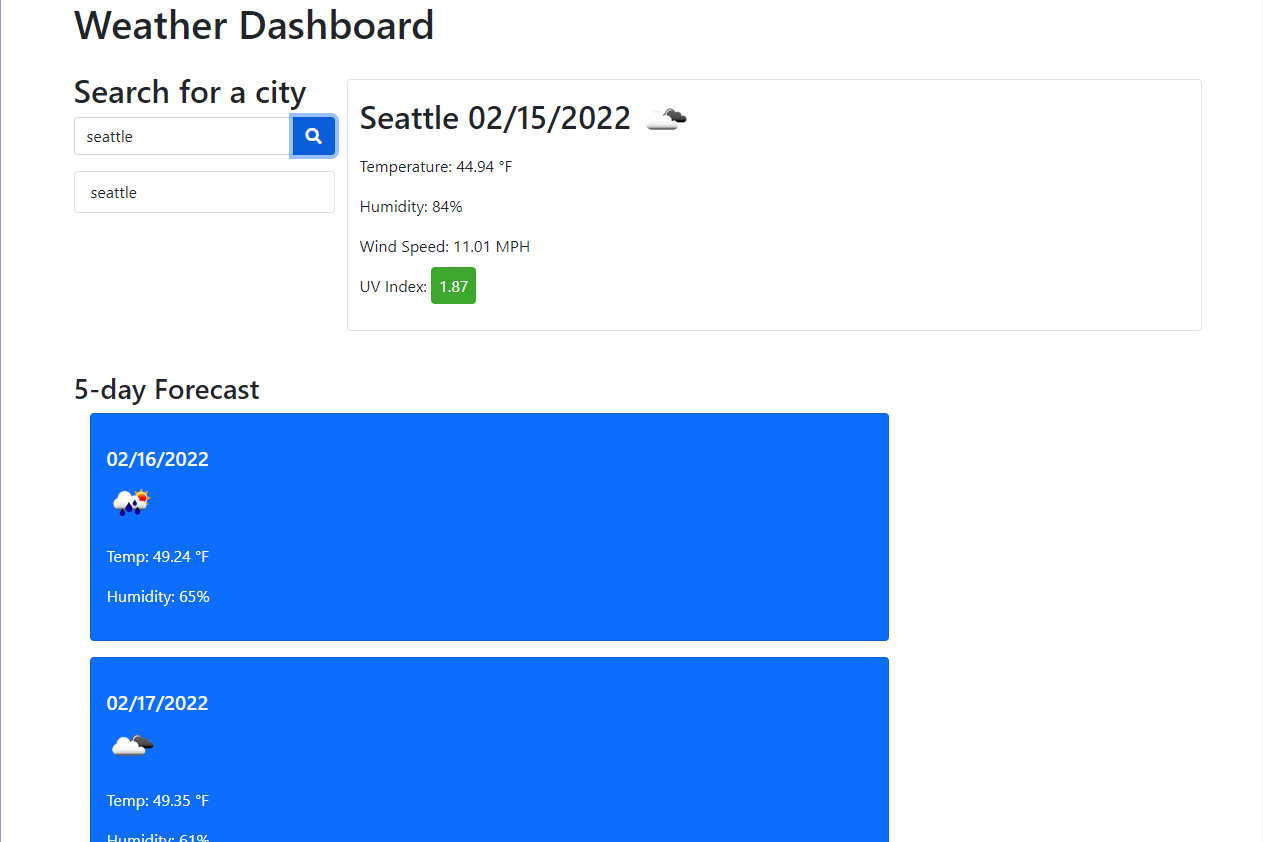 Weather Dashboard
Search for a city
seattle
seattle
Seattle 02/15/2022
Temperature: 44.94 °F
Humidity: 84%
Wind Speed: 11.01 MPH
UV Index: 1.87
5-day Forecast
02/16/2022
Temp: 49.24 °F
Humidity: 65%
02/17/2022
Temp: 49.35 °F
Humidity: 61%